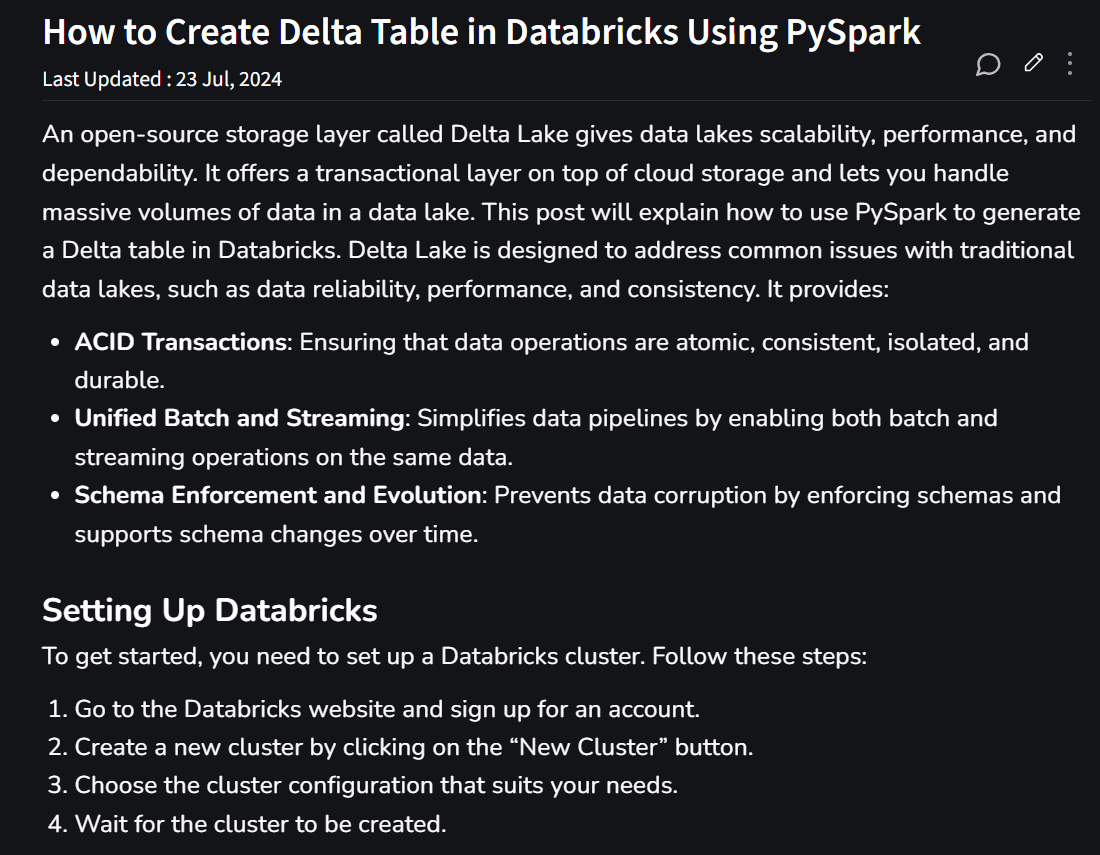 How to Create Delta Table in Databricks Using PySpark
Last Updated : 23 Jul, 2024
An open-source storage layer called Delta Lake gives data lakes scalability, performance, and
dependability. It offers a transactional layer on top of cloud storage and lets you handle
massive volumes of data in a data lake. This post will explain how to use PySpark to generate
a Delta table in Databricks. Delta Lake is designed to address common issues with traditional
data lakes, such as data reliability, performance, and consistency. It provides:
• ACID Transactions: Ensuring that data operations are atomic, consistent, isolated, and
durable.
• Unified Batch and Streaming: Simplifies data pipelines by enabling both batch and
streaming operations on the same data.
• Schema Enforcement and Evolution: Prevents data corruption by enforcing schemas and
supports schema changes over time.
Setting Up Databricks
To get started, you need to set up a Databricks cluster. Follow these steps:
1. Go to the Databricks website and sign up for an account.
2. Create a new cluster by clicking on the “New Cluster” button.
3. Choose the cluster configuration that suits your needs.
4. Wait for the cluster to be created.